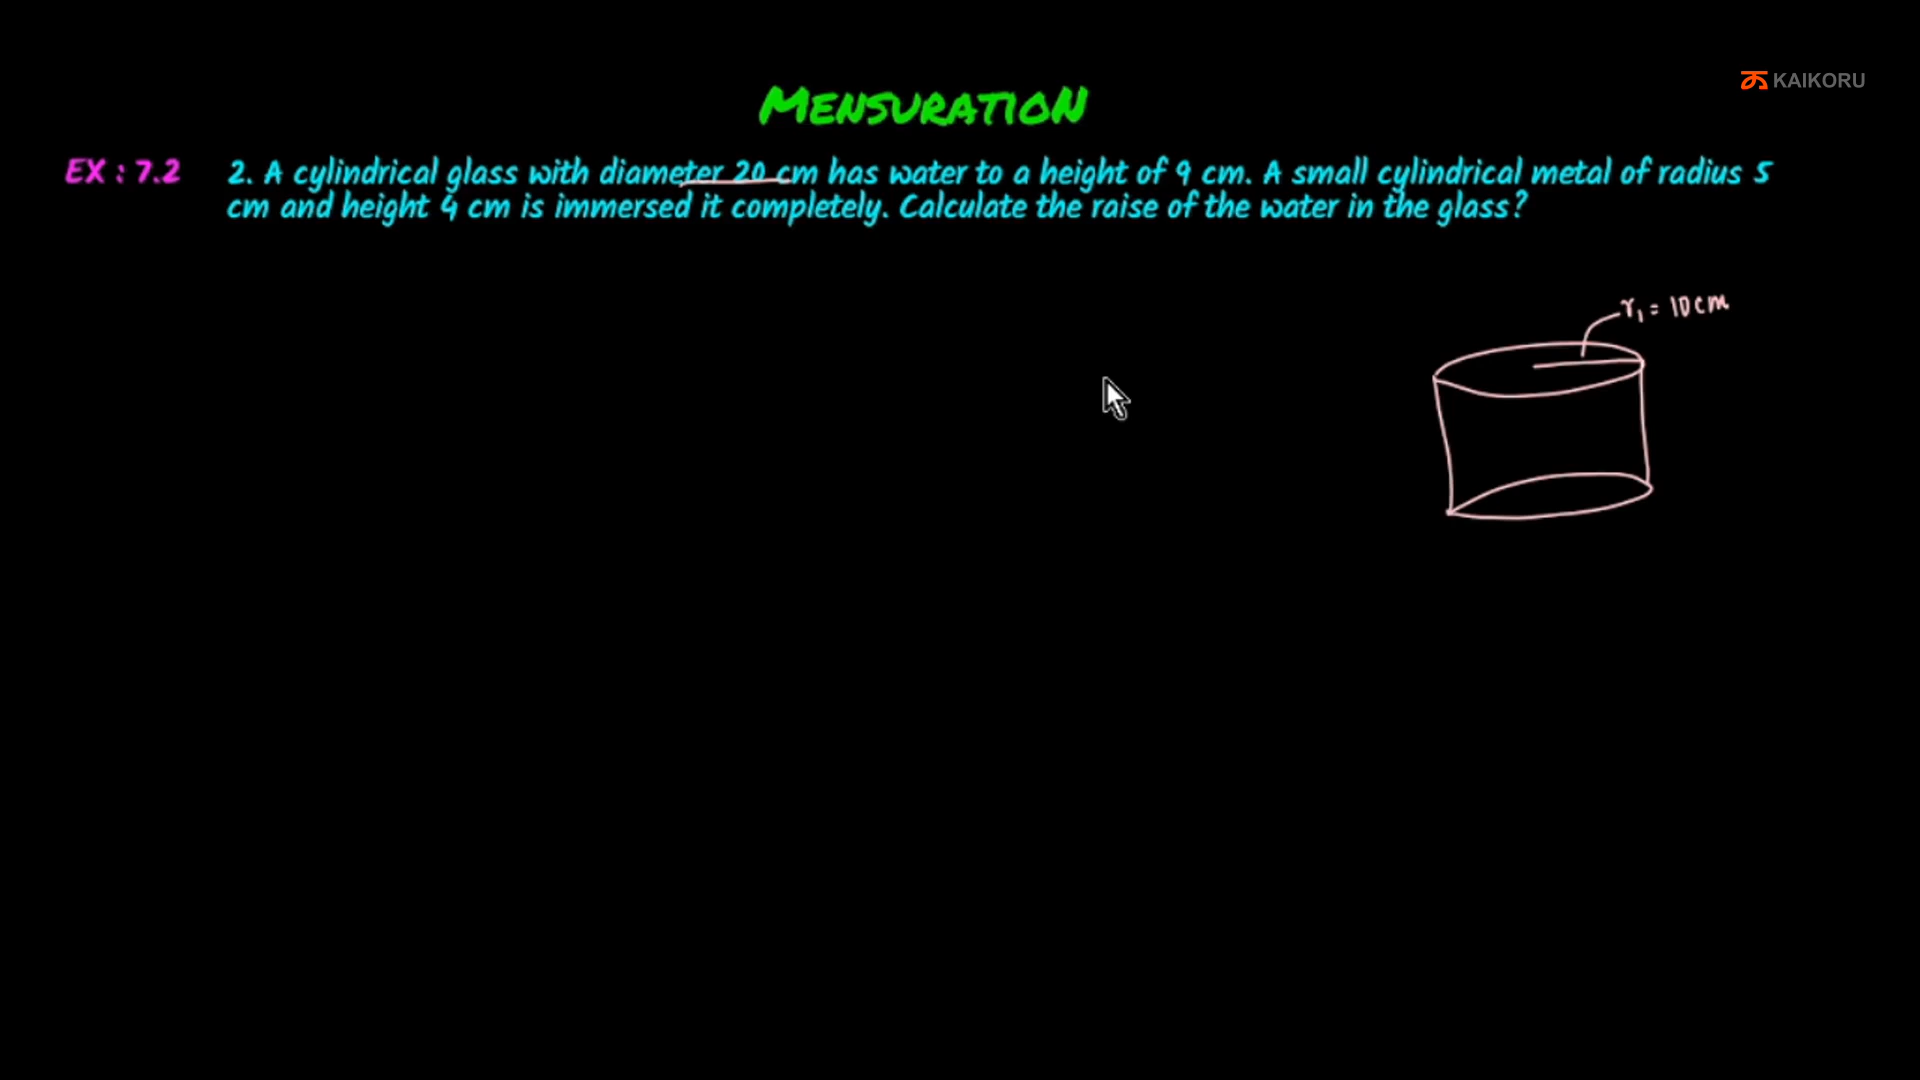 KAIKORU
MENSURATION
EX : 7.2 2. A cylindrical glass with diameter 20 cm has water to a height of 9 cm. A small cylindrical metal of radius 5
cm and height 4 cm is immersed it completely. Calculate the raise of the water in the glass?
r₁ = 10cm